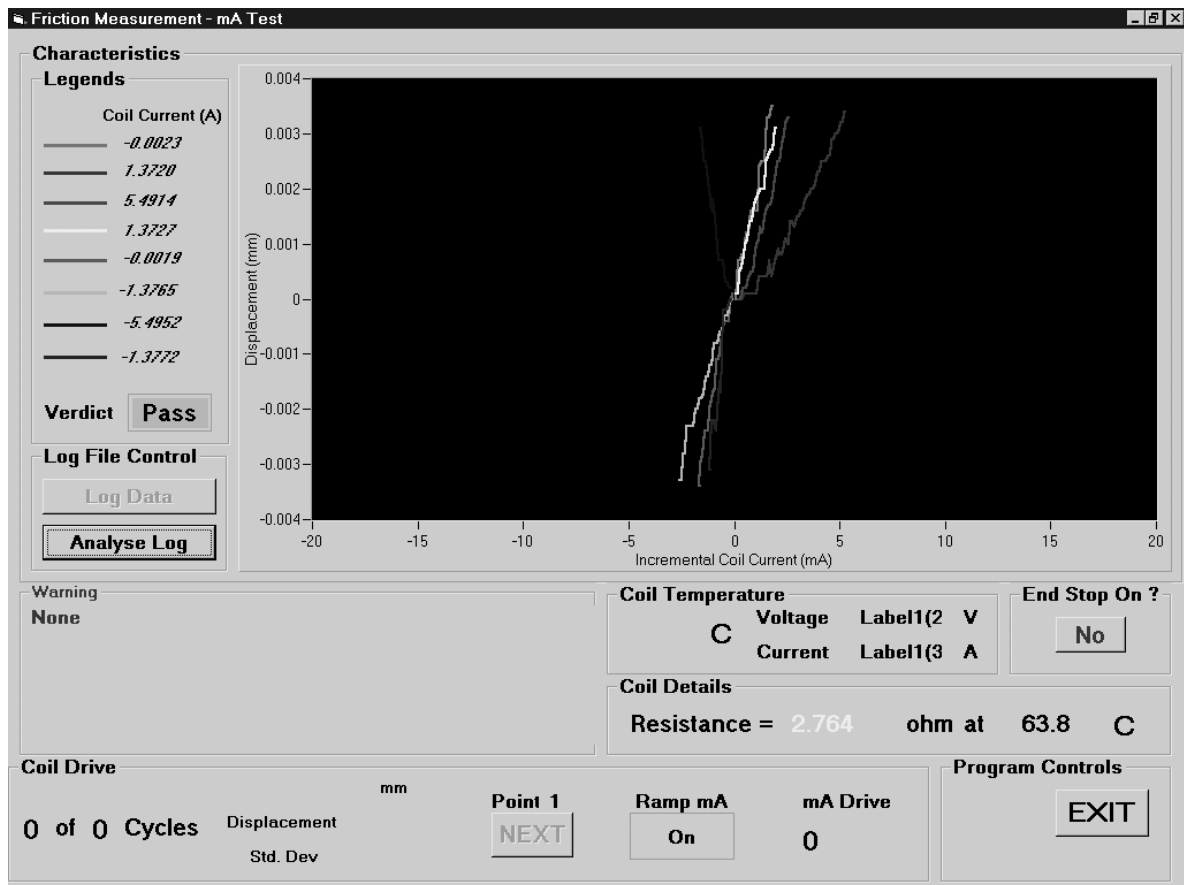 Friction Measurement - mA Test
Characteristics
Legends
Coil Current (A)
-0.0023
1.3720
5.4914
1.3727
-0.0019
-1.3765
-5.4952
-1.3772
Verdict Pass
Log File Control
Log Data
Analyse Log
Displacement (mm)
0.004
0.003
0.002
0.001
0
-0.001
-0.002
-0.003
-0.004
-20 -15 -10 -5 0 5 10 15 20
Incremental Coil Current (mA)
Warning
None
Coil Temperature
C
Voltage Label1(2 V
Current Label1(3 A
End Stop On ?
No
Coil Details
Resistance = 2.764 ohm at 63.8 C
Coil Drive
0 of 0 Cycles
mm
Displacement
Std. Dev
Point 1
NEXT
Ramp mA
On
mA Drive
0
Program Controls
EXIT